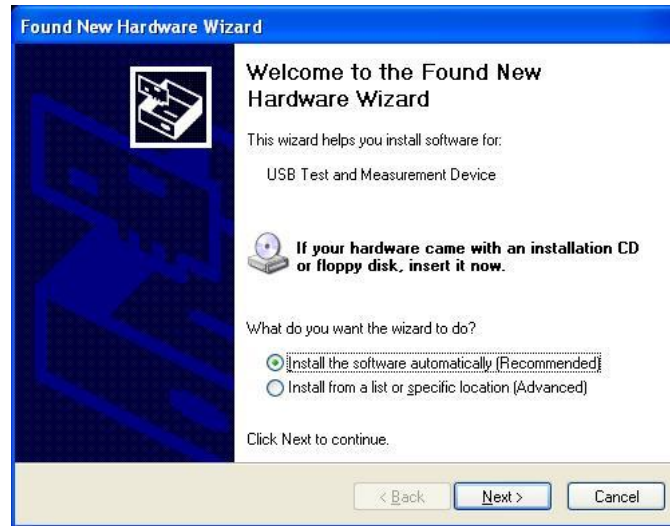 Found New Hardware Wizard
Welcome to the Found New
Hardware Wizard
This wizard helps you install software for:
USB Test and Measurement Device
If your hardware came with an installation CD
or floppy disk, insert it now.
What do you want the wizard to do?
Install the software automatically (Recommended)
Install from a list or specific location (Advanced)
Click Next to continue.
< Back Next > Cancel